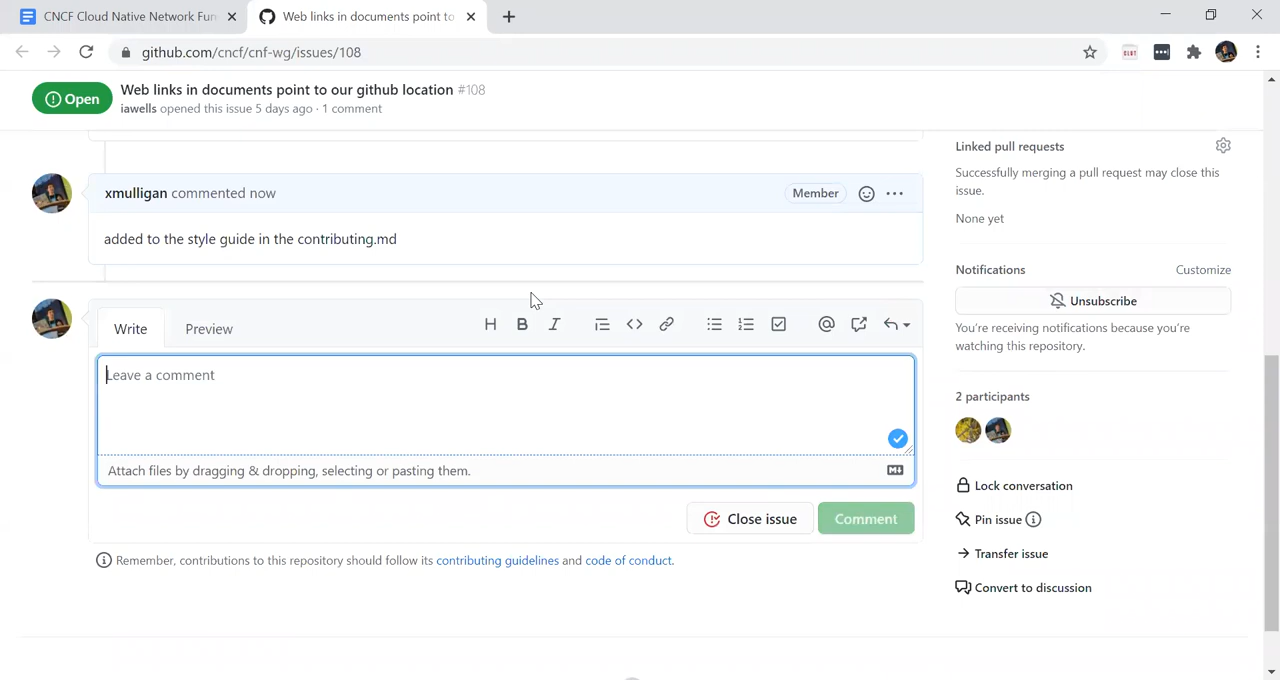 CNCF Cloud Native Network Fun
Web links in documents point to
github.com/cncf/cnf-wg/issues/108
Open
Web links in documents point to our github location #108
iawells opened this issue 5 days ago · 1 comment
Linked pull requests
Successfully merging a pull request may close this
issue.
None yet
xmulligan commented now
Member
added to the style guide in the contributing.md
Notifications
Customize
Unsubscribe
You're receiving notifications because you're
watching this repository.
Write
Preview
Leave a comment
Attach files by dragging & dropping, selecting or pasting them.
2 participants
Close issue
Comment
Remember, contributions to this repository should follow its contributing guidelines and code of conduct.
Lock conversation
Pin issue
Transfer issue
Convert to discussion